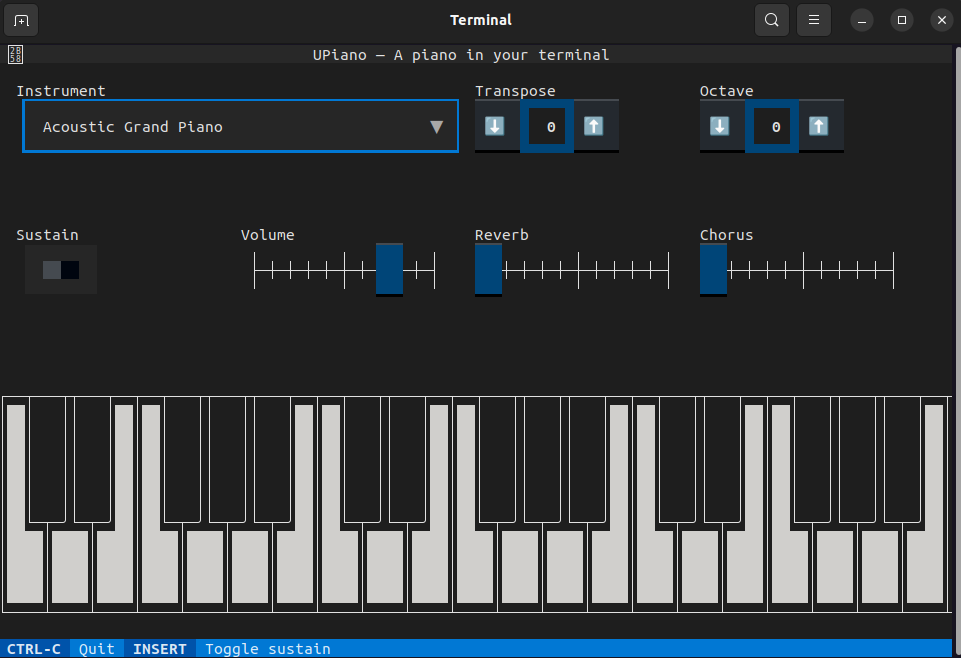 Terminal
UPiano — A piano in your terminal
Instrument Transpose Octave
Acoustic Grand Piano ▼ ⬇ 0 ⬆ ⬇ 0 ⬆
Sustain Volume Reverb Chorus
CTRL-C Quit INSERT Toggle sustain